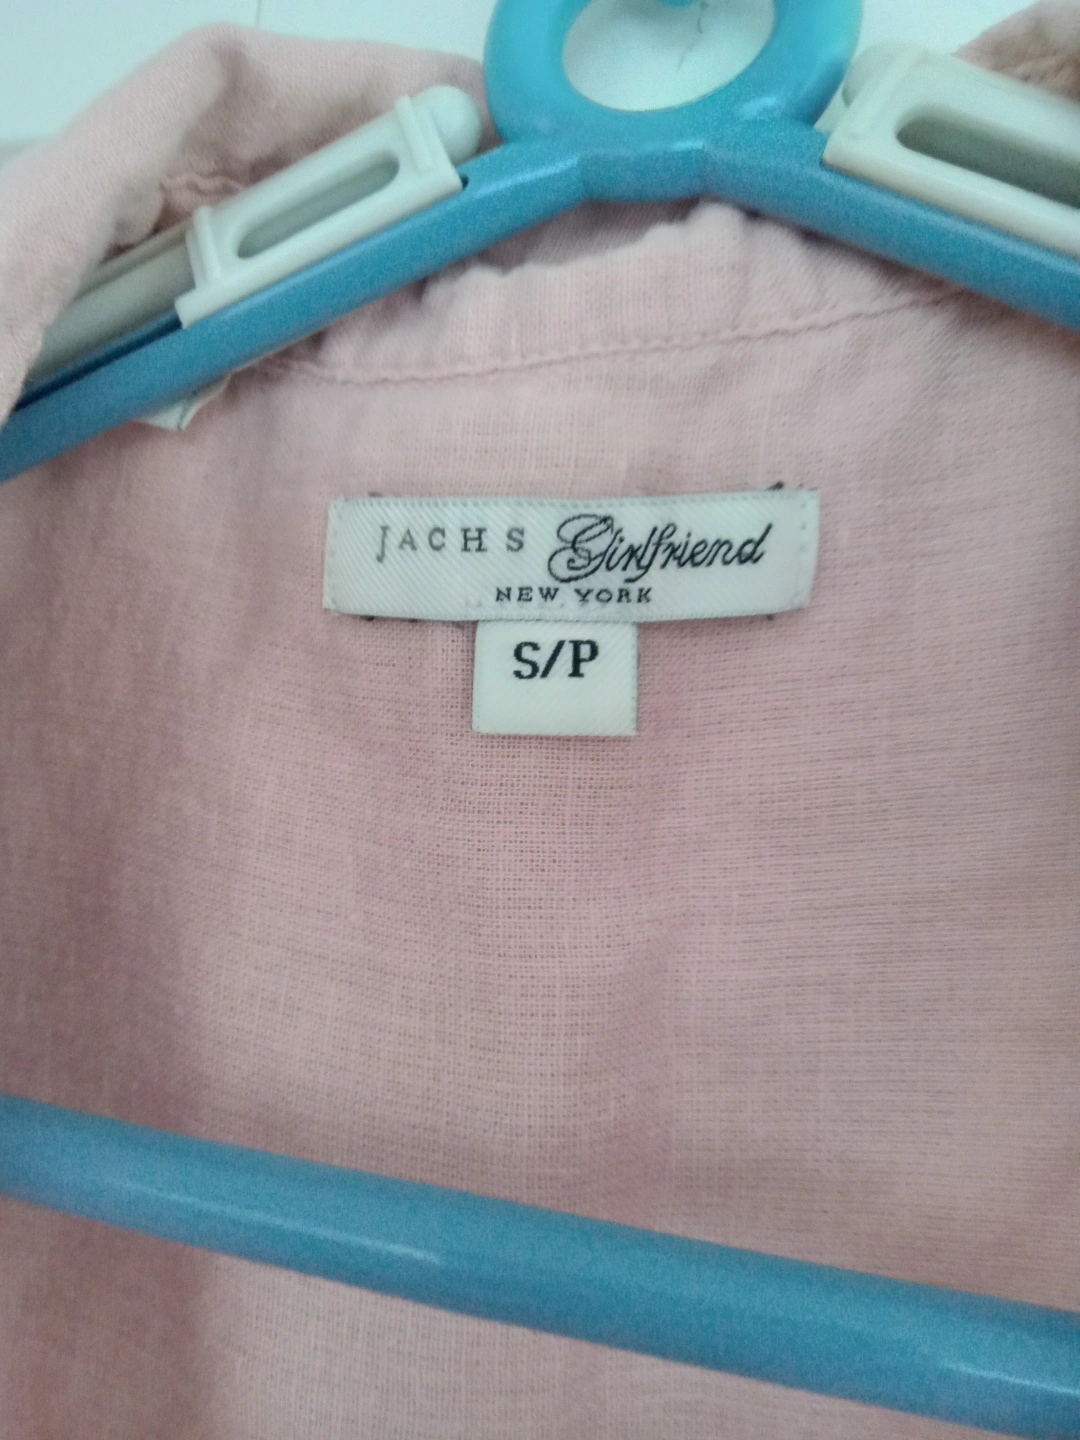 JACHS Girlfriend
NEW YORK
S/P